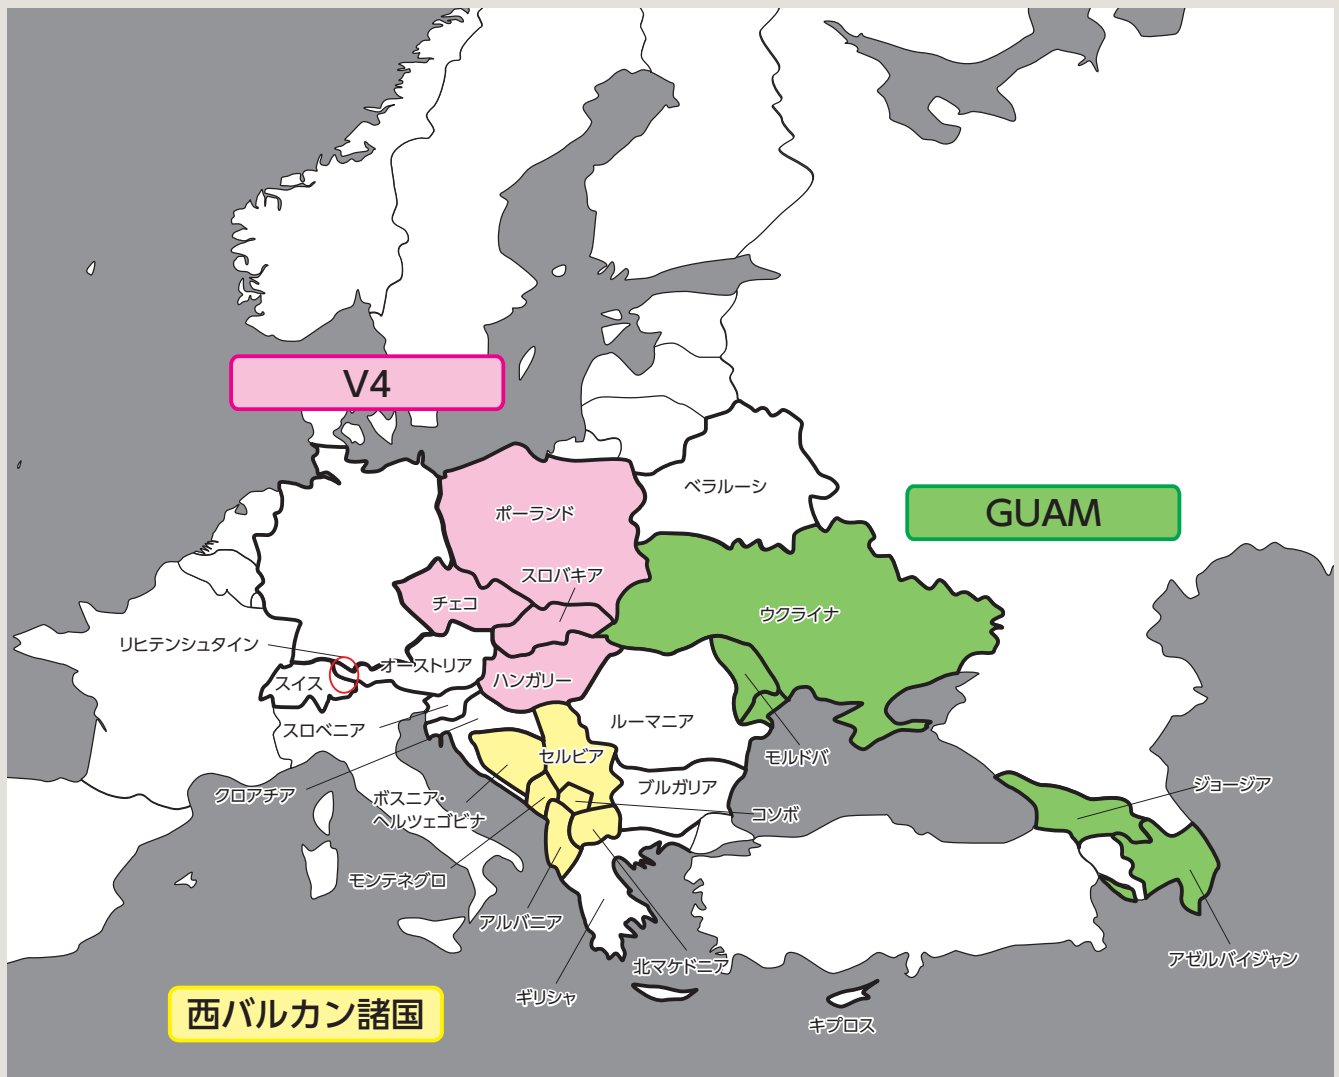 V4
ベラルーシ
GUAM
ポーランド
スロバキア
チェコ
ウクライナ
リヒテンシュタイン
オーストリア
スイス
ハンガリー
スロベニア
ルーマニア
セルビア
モルドバ
ブルガリア
ジョージア
クロアチア
ボスニア・
ヘルツェゴビナ
コソボ
モンテネグロ
アルバニア
北マケドニア
アゼルバイジャン
ギリシャ
西バルカン諸国
キプロス